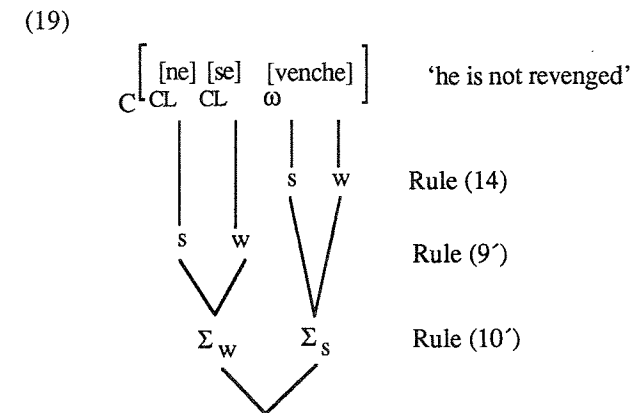 (19)
[ [ne] [se] [venche] ] ‘he is not revenged’
C CL CL ω
s w Rule (14)
s w Rule (9´)
Σw Σs Rule (10´)